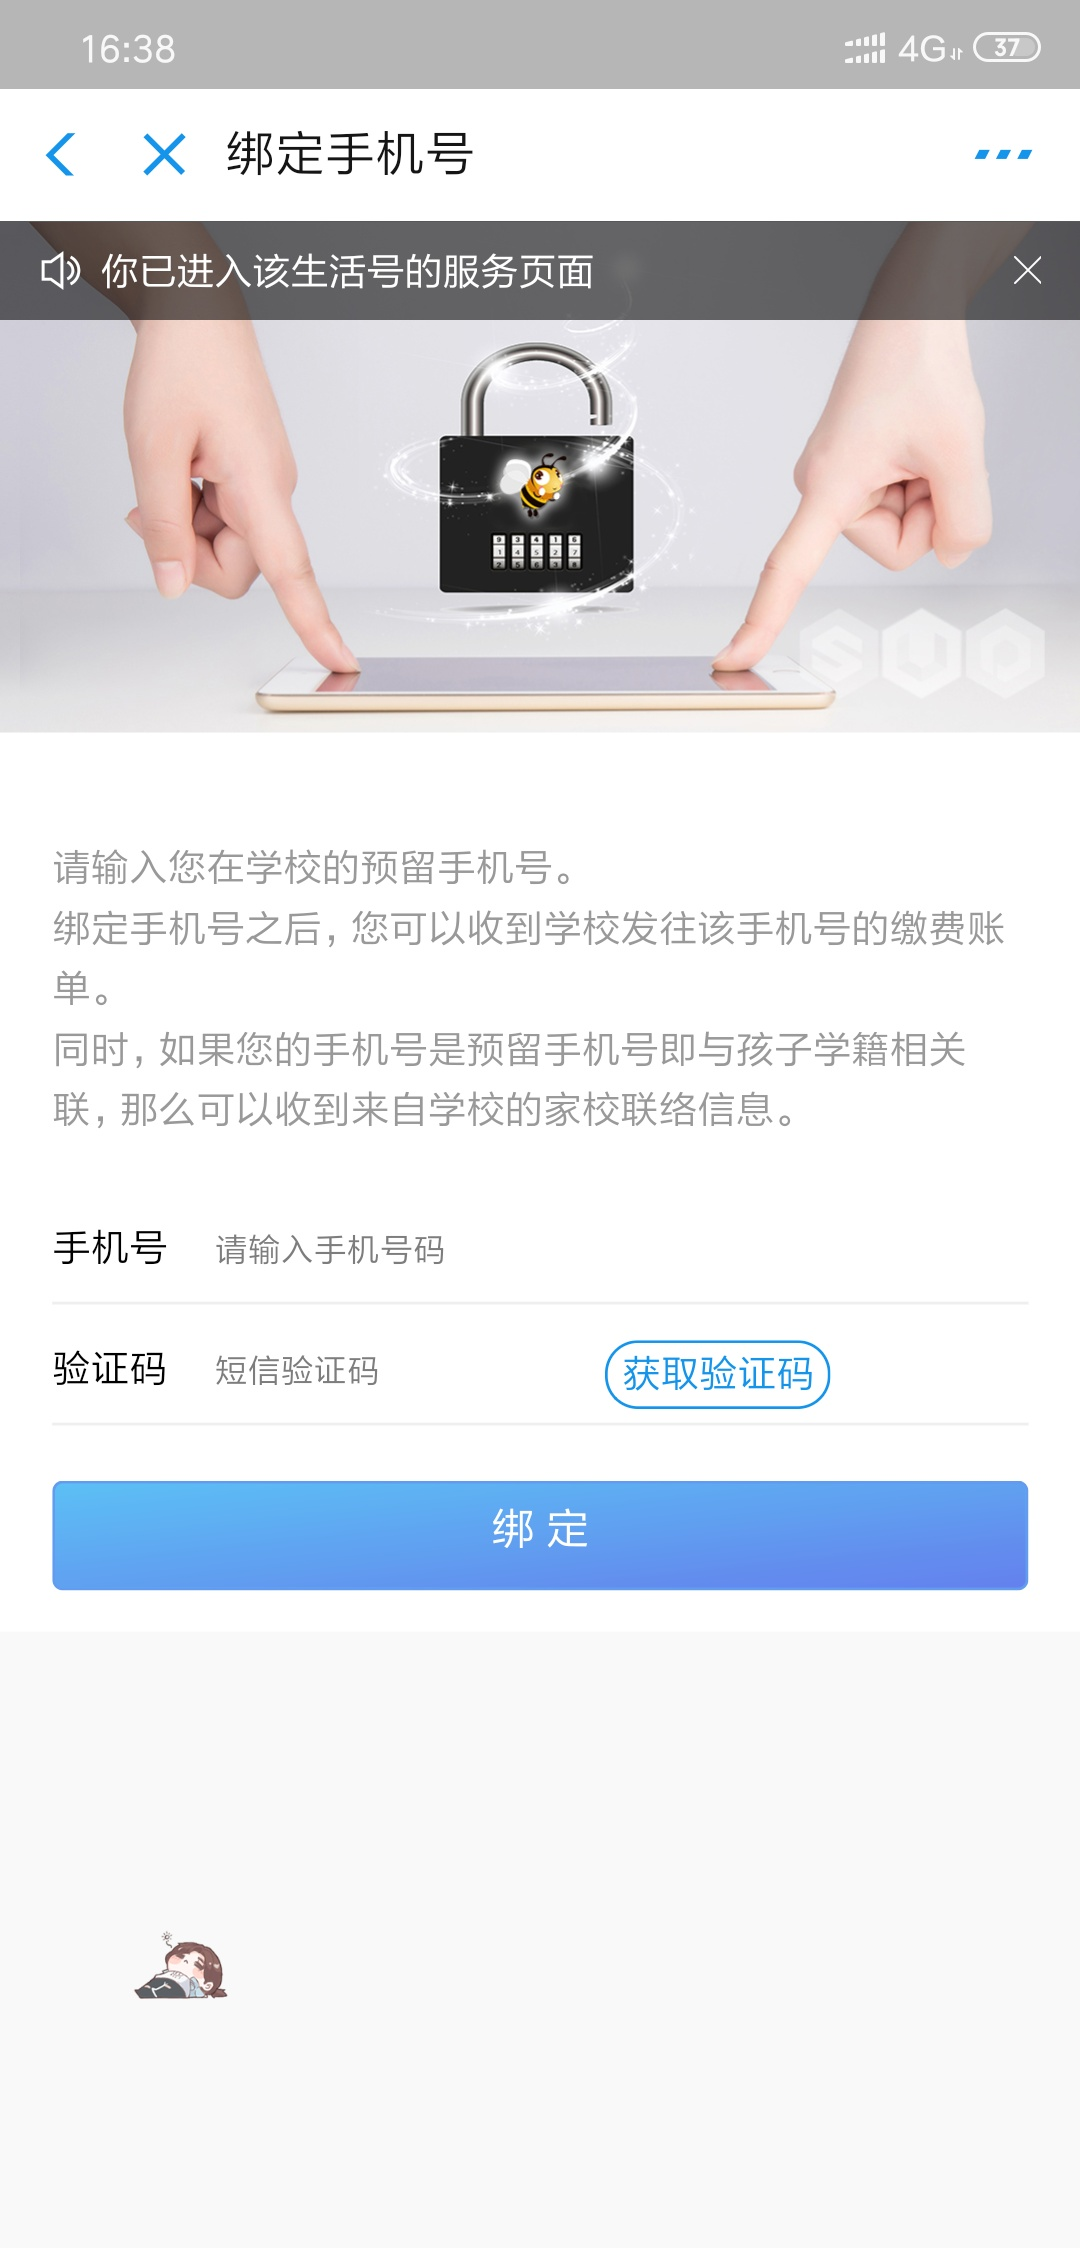 16:38
4G
37
绑定手机号
你已进入该生活号的服务页面
sup
请输入您在学校的预留手机号。
绑定手机号之后，您可以收到学校发往该手机号的缴费账
单。
同时，如果您的手机号是预留手机号即与孩子学籍相关
联，那么可以收到来自学校的家校联络信息。
手机号 请输入手机号码
验证码 短信验证码 获取验证码
绑 定